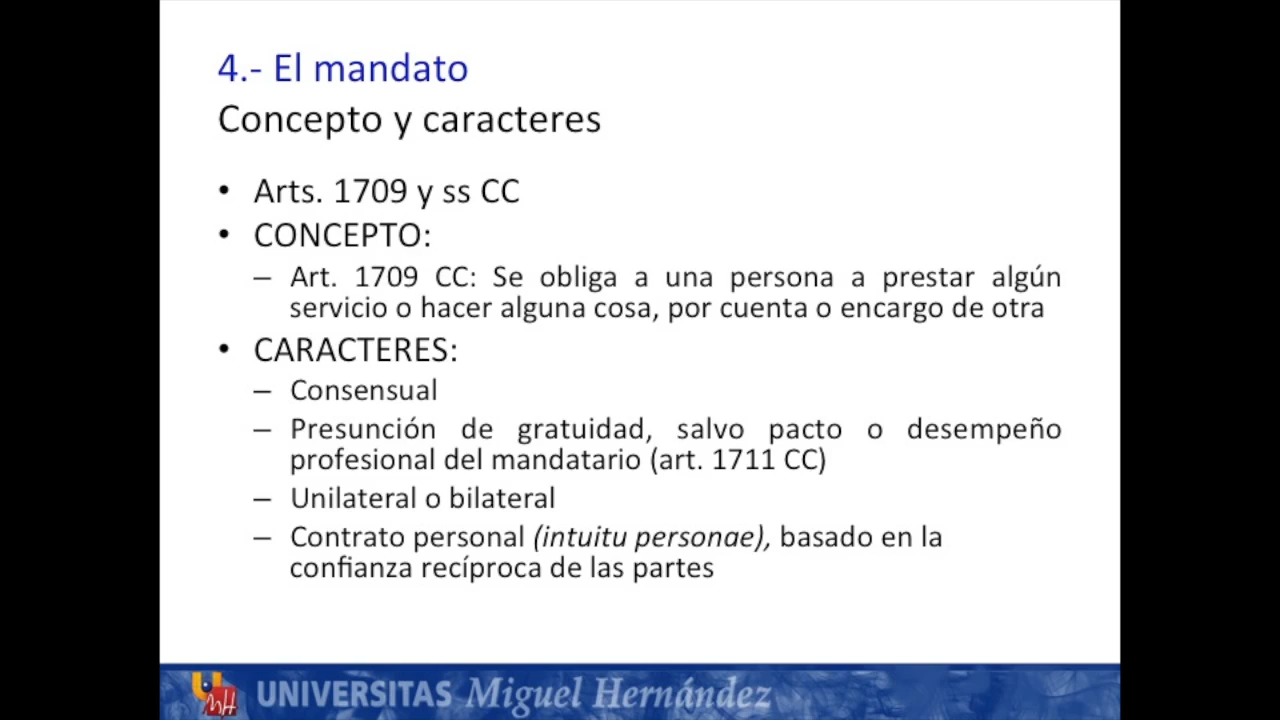 4.- El mandato
Concepto y caracteres
• Arts. 1709 y ss CC
• CONCEPTO:
– Art. 1709 CC: Se obliga a una persona a prestar algún
servicio o hacer alguna cosa, por cuenta o encargo de otra
• CARACTERES:
– Consensual
– Presunción de gratuidad, salvo pacto o desempeño
profesional del mandatario (art. 1711 CC)
– Unilateral o bilateral
– Contrato personal (intuitu personae), basado en la
confianza recíproca de las partes
UNIVERSITAS Miguel Hernández